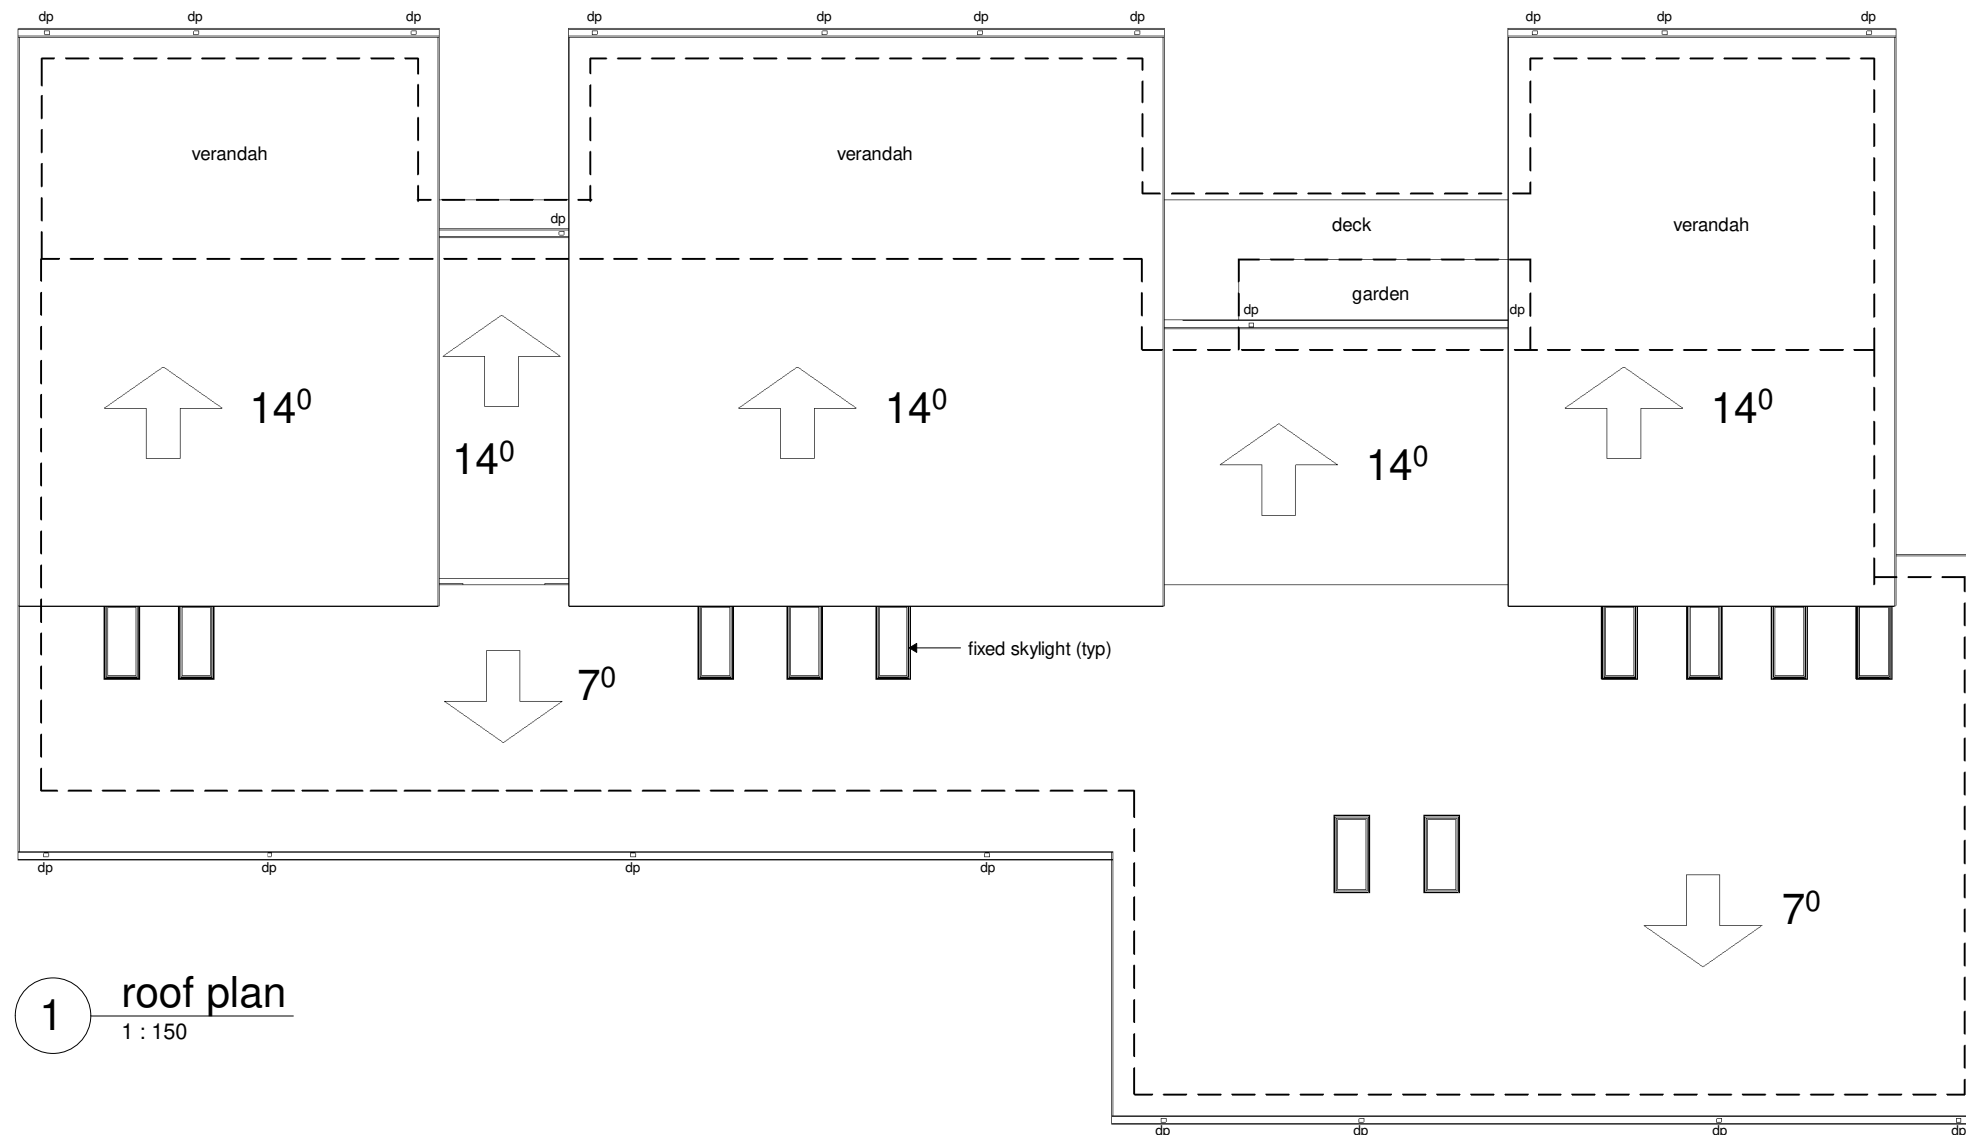 dp dp dp dp dp dp dp dp dp dp
verandah verandah
dp deck verandah
garden
dp dp
14⁰ 14⁰ 14⁰
14⁰ 14⁰
fixed skylight (typ)
7⁰
dp dp dp dp
7⁰
1 roof plan
1 : 150
dp dp dp dp